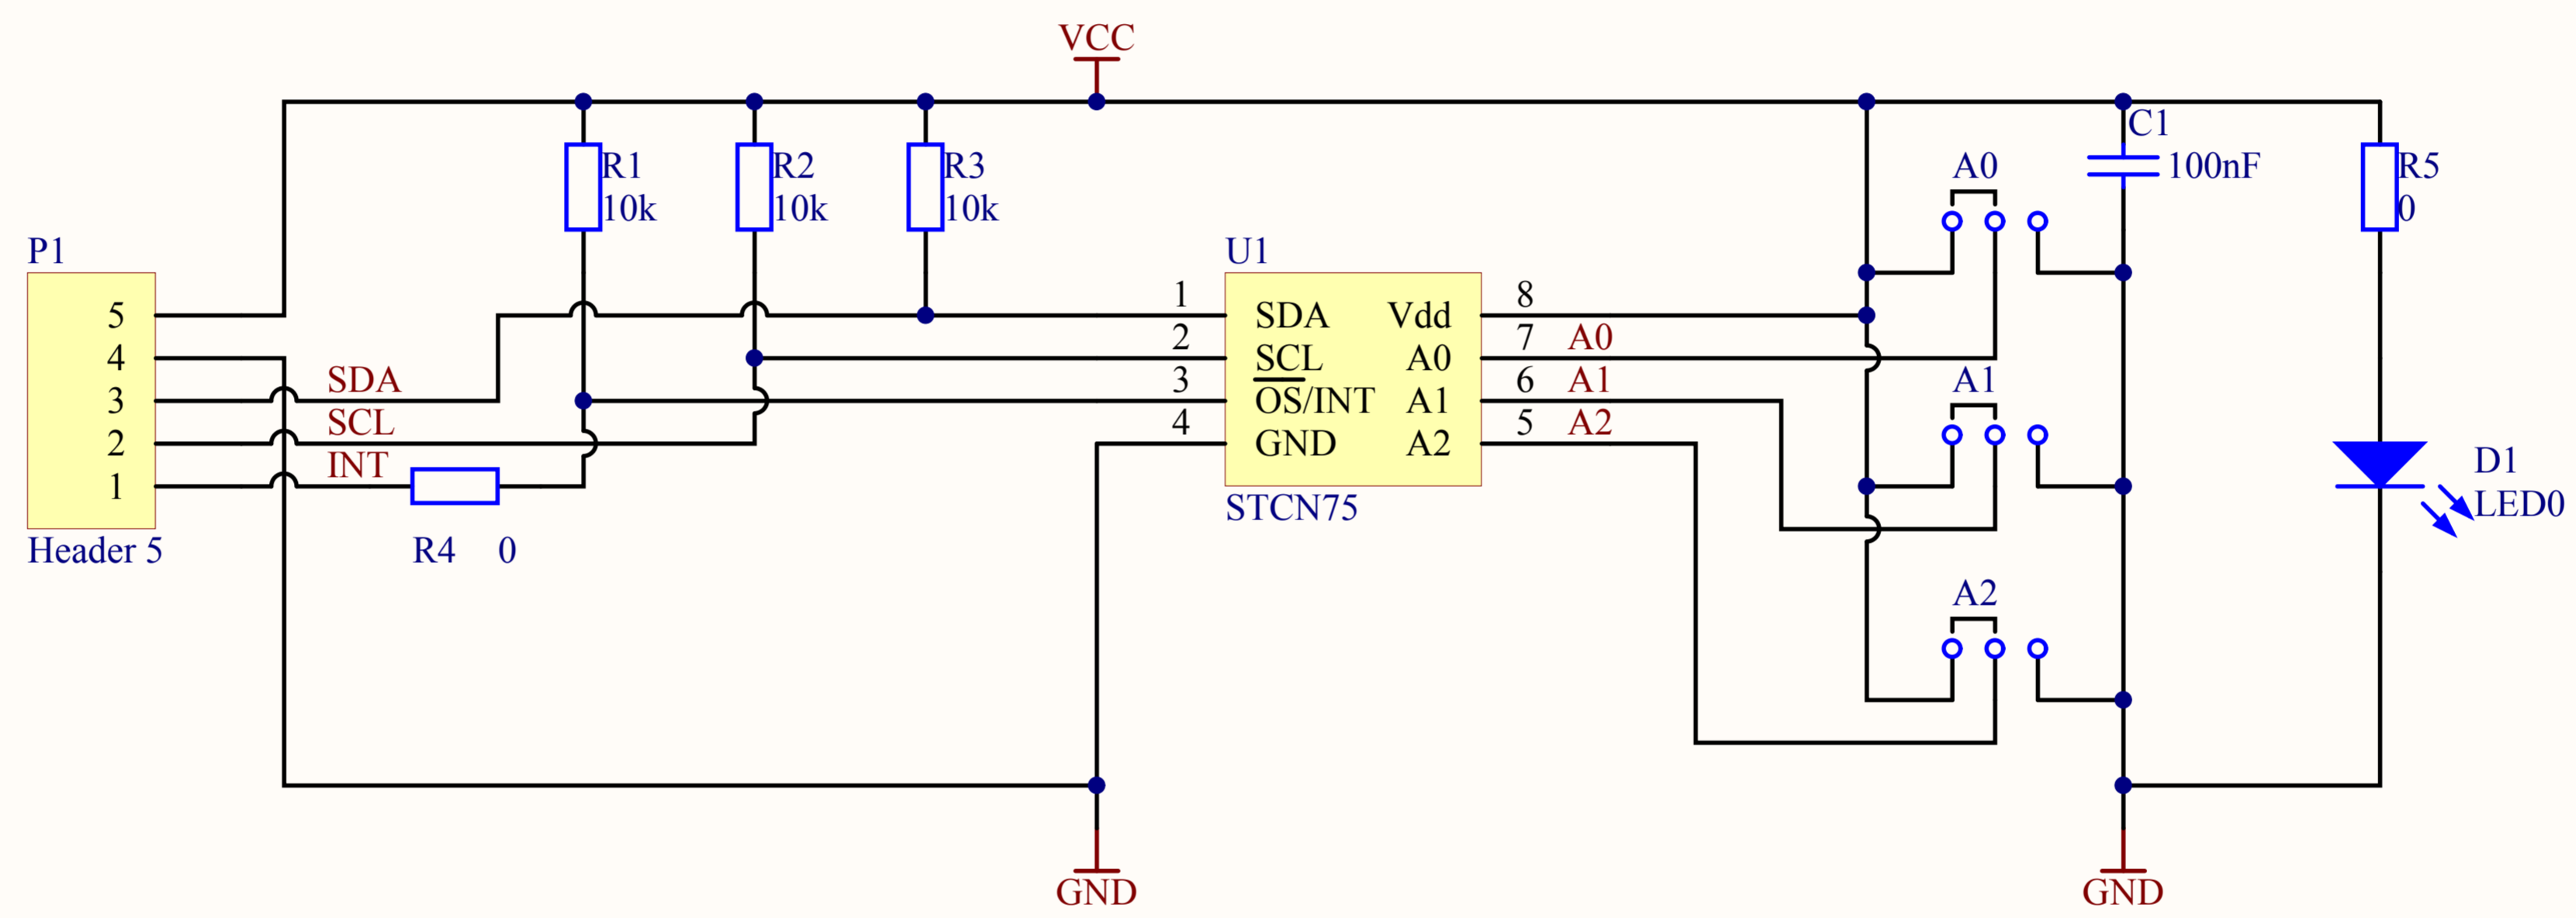 VCC
C1
100nF
R1
10k
R2
10k
R3
10k
A0
R5
0
P1
5
4
3
2
1
Header 5
SDA
SCL
INT
R4 0
U1
1 SDA Vdd 8
2 SCL A0 7 A0
3 OS/INT A1 6 A1
4 GND A2 5 A2
STCN75
A1
A2
D1
LED0
GND
GND